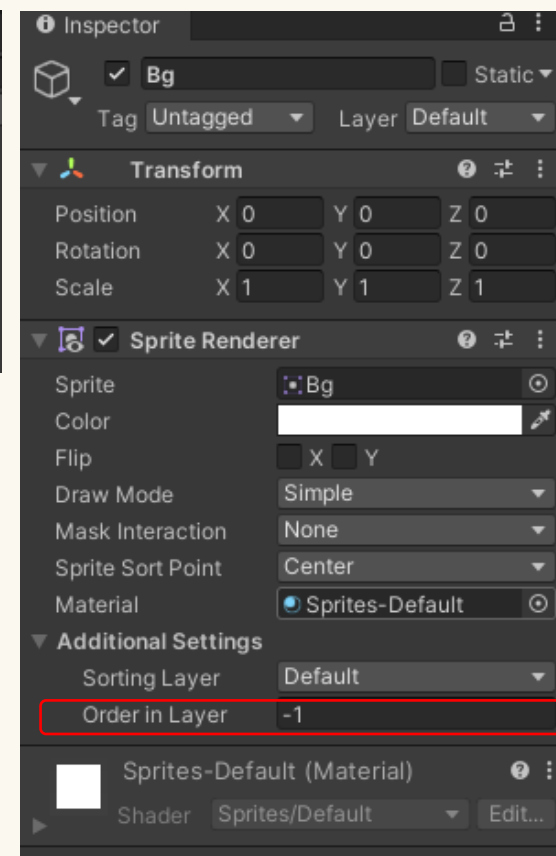 Inspector
Bg Static
Tag Untagged Layer Default
Transform
Position X 0 Y 0 Z 0
Rotation X 0 Y 0 Z 0
Scale X 1 Y 1 Z 1
Sprite Renderer
Sprite Bg
Color
Flip X Y
Draw Mode Simple
Mask Interaction None
Sprite Sort Point Center
Material Sprites-Default
Additional Settings
Sorting Layer Default
Order in Layer -1
Sprites-Default (Material)
Shader Sprites/Default Edit...